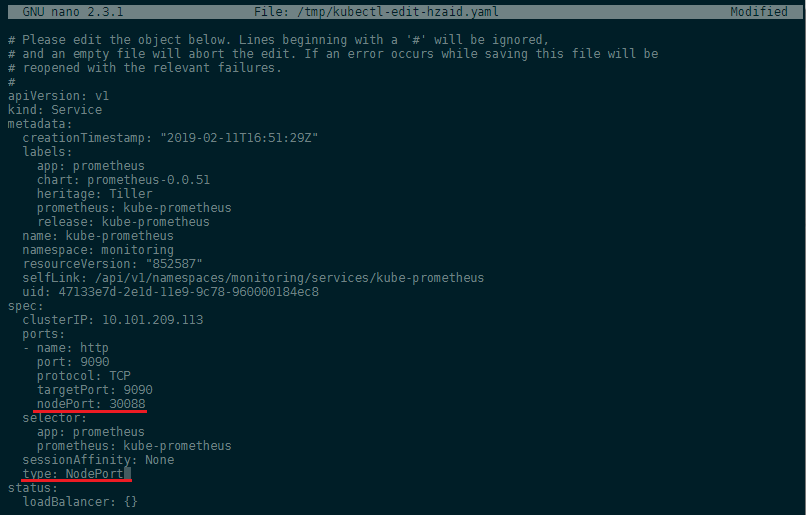 GNU nano 2.3.1 File: /tmp/kubectl-edit-hzaid.yaml Modified
# Please edit the object below. Lines beginning with a '#' will be ignored,
# and an empty file will abort the edit. If an error occurs while saving this file will be
# reopened with the relevant failures.
#
apiVersion: v1
kind: Service
metadata:
  creationTimestamp: "2019-02-11T16:51:29Z"
  labels:
    app: prometheus
    chart: prometheus-0.0.51
    heritage: Tiller
    prometheus: kube-prometheus
    release: kube-prometheus
  name: kube-prometheus
  namespace: monitoring
  resourceVersion: "852587"
  selfLink: /api/v1/namespaces/monitoring/services/kube-prometheus
  uid: 47133e7d-2e1d-11e9-9c78-960000184ec8
spec:
  clusterIP: 10.101.209.113
  ports:
  - name: http
    port: 9090
    protocol: TCP
    targetPort: 9090
    nodePort: 30088
  selector:
    app: prometheus
    prometheus: kube-prometheus
  sessionAffinity: None
  type: NodePort
status:
  loadBalancer: {}